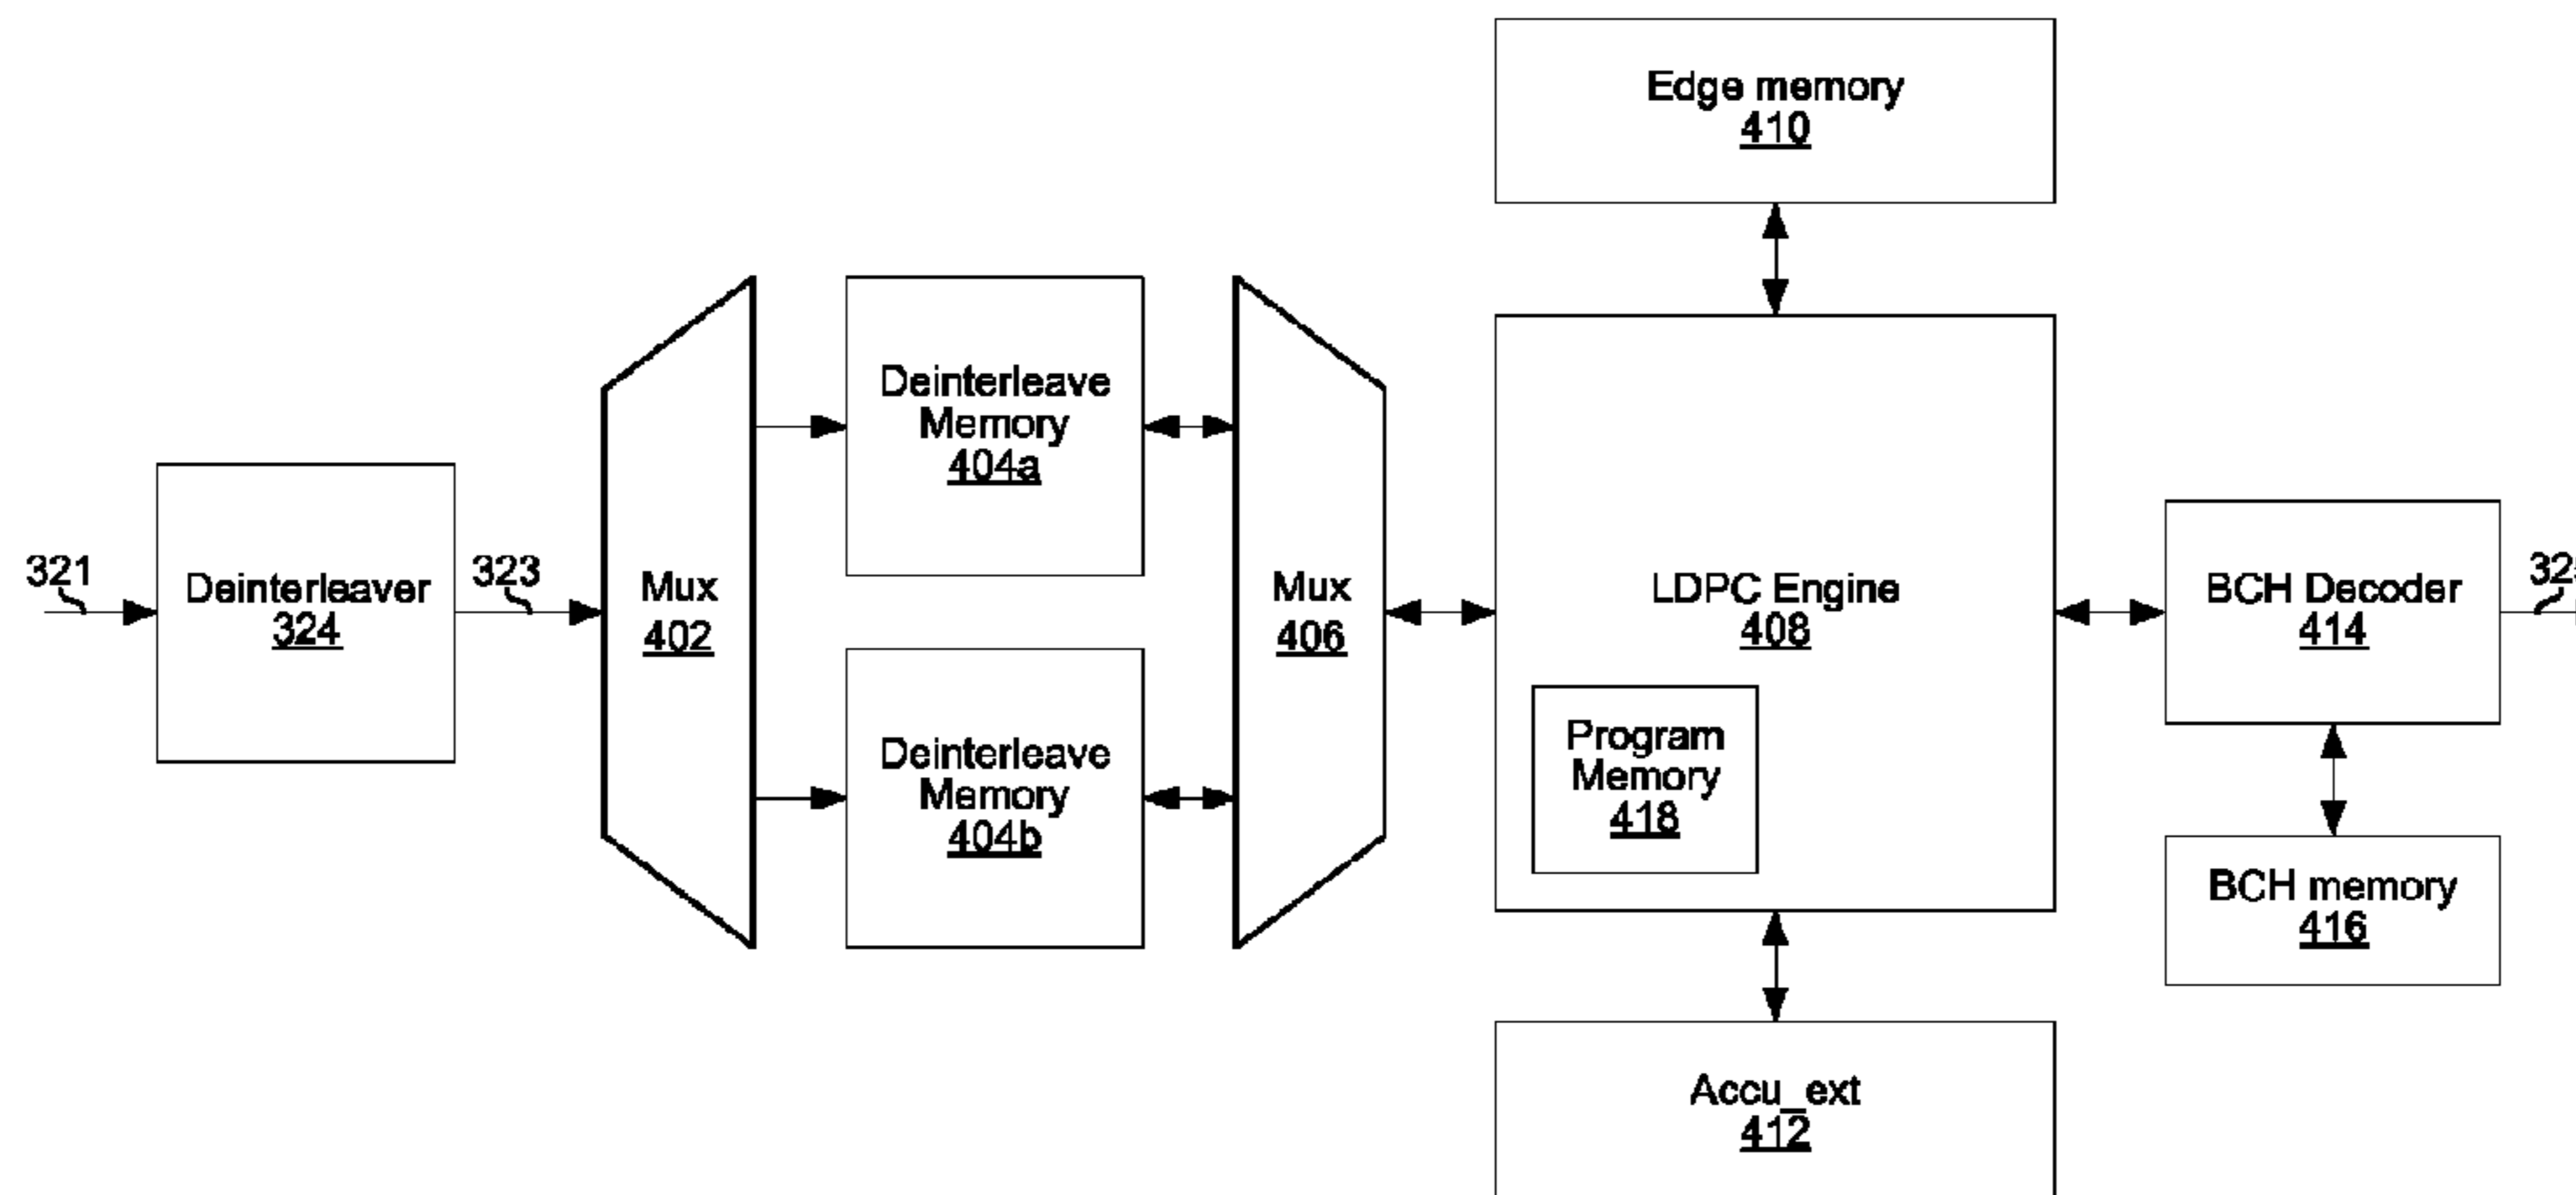 Edge memory
410
Deinterleave
Memory
404a
321
Deinterleaver
324
323
Mux
402
Mux
406
LDPC Engine
408
BCH Decoder
414
Deinterleave
Memory
404b
Program
Memory
418
BCH memory
416
Accu_ext
412